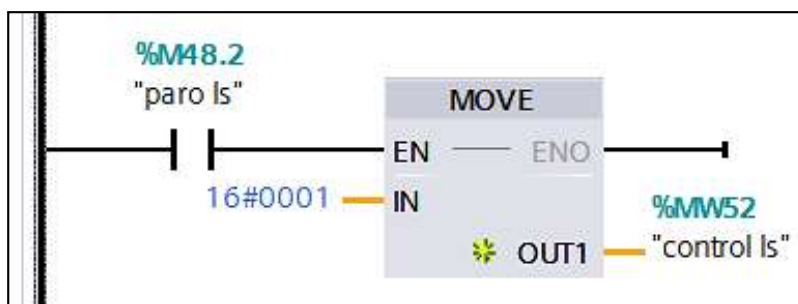 %M48.2
"paro ls"
MOVE
EN
ENO
16#0001
IN
%MW52
OUT1
"control ls"